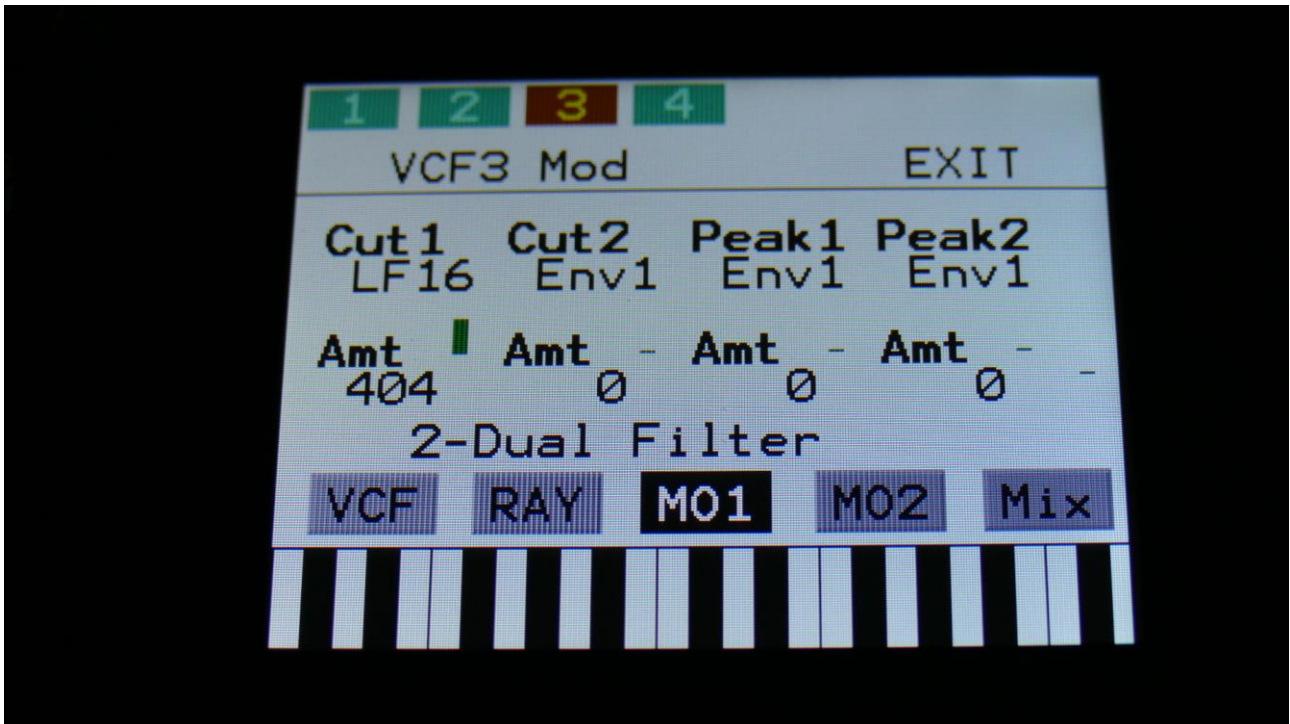 1 2 3 4
VCF3 Mod EXIT
Cut1 Cut2 Peak1 Peak2
LF16 Env1 Env1 Env1
Amt Amt - Amt - Amt -
404 0 0 0 -
2-Dual Filter
VCF RAY MO1 MO2 Mix